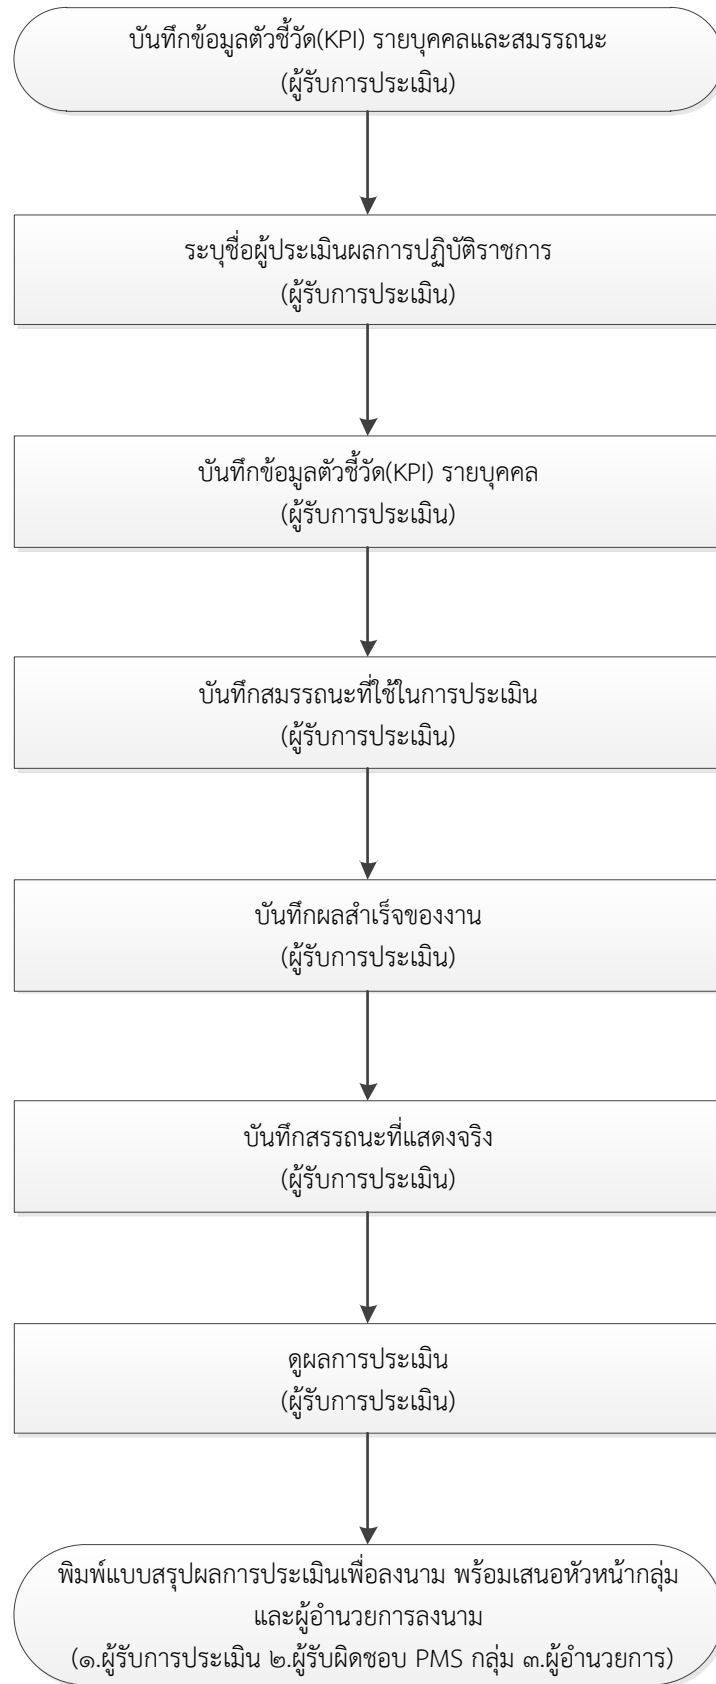 บันทึกข้อมูลตัวชี้วัด(KPI) รายบุคคลและสมรรถนะ
(ผู้รับการประเมิน)
ระบุชื่อผู้ประเมินผลการปฏิบัติราชการ
(ผู้รับการประเมิน)
บันทึกข้อมูลตัวชี้วัด(KPI) รายบุคคล
(ผู้รับการประเมิน)
บันทึกสมรรถนะที่ใช้ในการประเมิน
(ผู้รับการประเมิน)
บันทึกผลสำเร็จของงาน
(ผู้รับการประเมิน)
บันทึกสรรถนะที่แสดงจริง
(ผู้รับการประเมิน)
ดูผลการประเมิน
(ผู้รับการประเมิน)
พิมพ์แบบสรุปผลการประเมินเพื่อลงนาม พร้อมเสนอหัวหน้ากลุ่ม
และผู้อำนวยการลงนาม
(๑.ผู้รับการประเมิน ๒.ผู้รับผิดชอบ PMS กลุ่ม ๓.ผู้อำนวยการ)